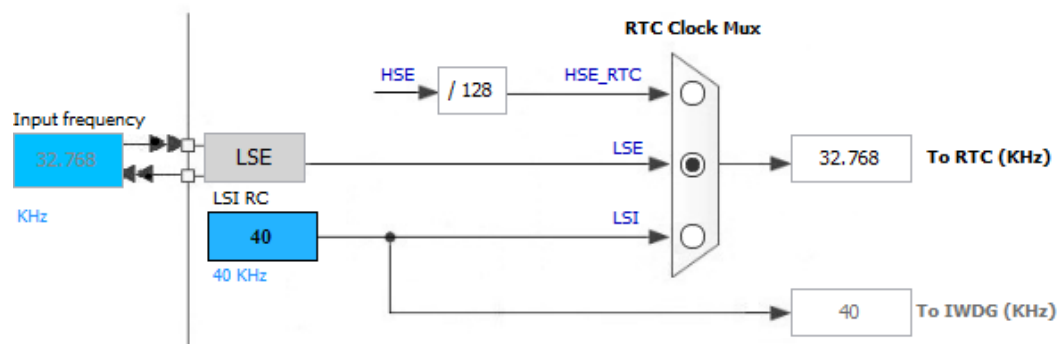 RTC Clock Mux
HSE
/ 128
HSE_RTC
Input frequency
32.768
KHz
LSE
LSE
32.768
To RTC (KHz)
LSI RC
40
40 KHz
LSI
40
To IWDG (KHz)